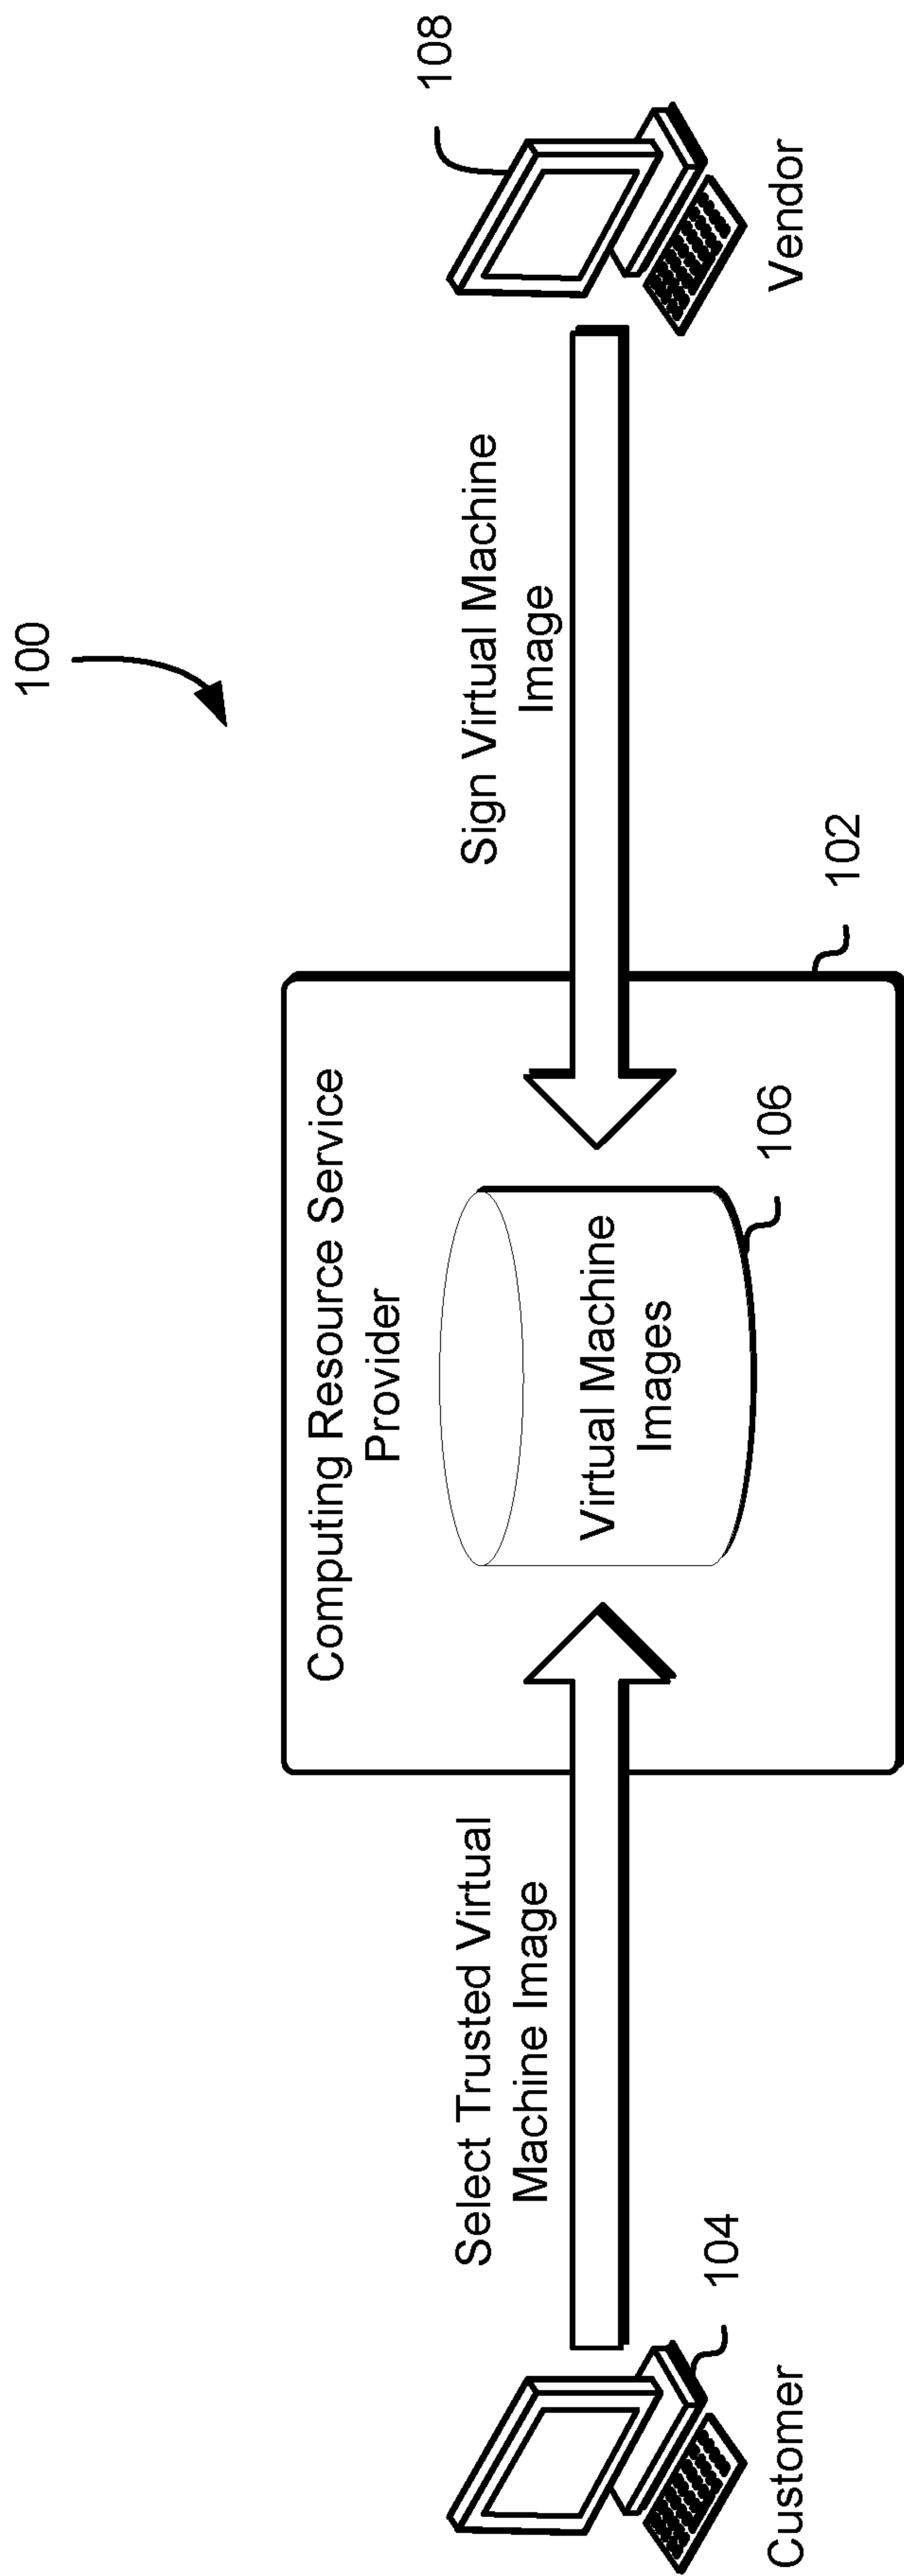 100
Computing Resource Service
Provider
Select Trusted Virtual
Machine Image
Sign Virtual Machine
Image
Virtual Machine
Images
106
102
108
104
Customer
Vendor